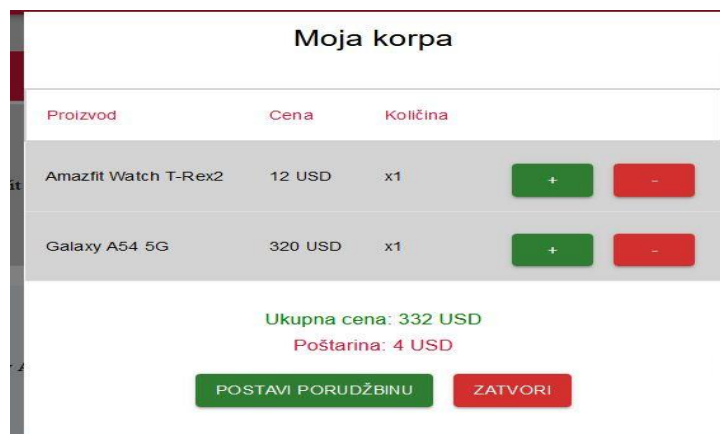 Moja korpa
Proizvod Cena Količina
Amazfit Watch T-Rex2 12 USD x1 + -
Galaxy A54 5G 320 USD x1 + -
Ukupna cena: 332 USD
Poštarina: 4 USD
POSTAVI PORUDŽBINU ZATVORI